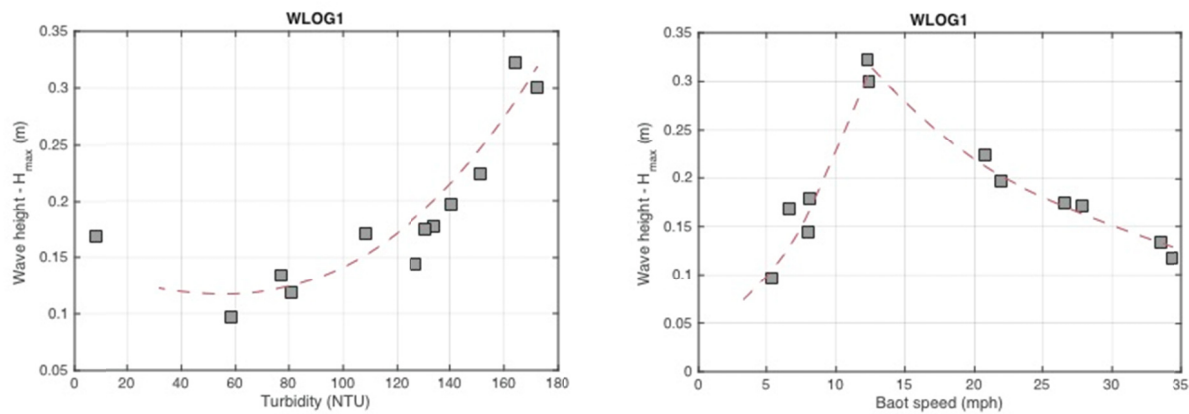 WLOG1
0.35
0.3
0.25
0.2
0.15
0.1
0.05
Wave height - Hmax (m)
0 20 40 60 80 100 120 140 160 180
Turbidity (NTU)
WLOG1
0.35
0.3
0.25
0.2
0.15
0.1
0.05
0
Wave height - Hmax (m)
0 5 10 15 20 25 30 35
Baot speed (mph)